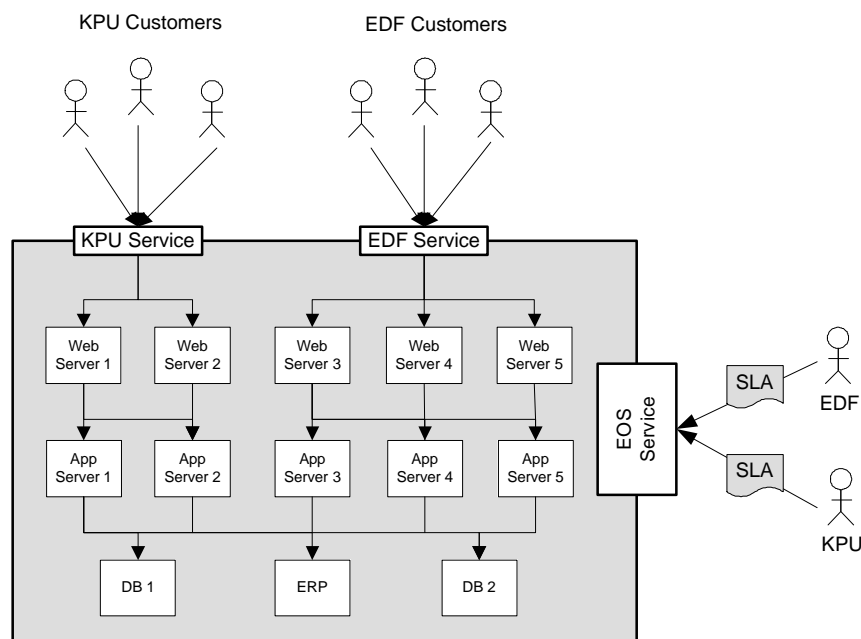 KPU Customers
EDF Customers
KPU Service
EDF Service
Web
Server 1
Web
Server 2
Web
Server 3
Web
Server 4
Web
Server 5
App
Server 1
App
Server 2
App
Server 3
App
Server 4
App
Server 5
DB 1
ERP
DB 2
EOS
Service
SLA
EDF
SLA
KPU